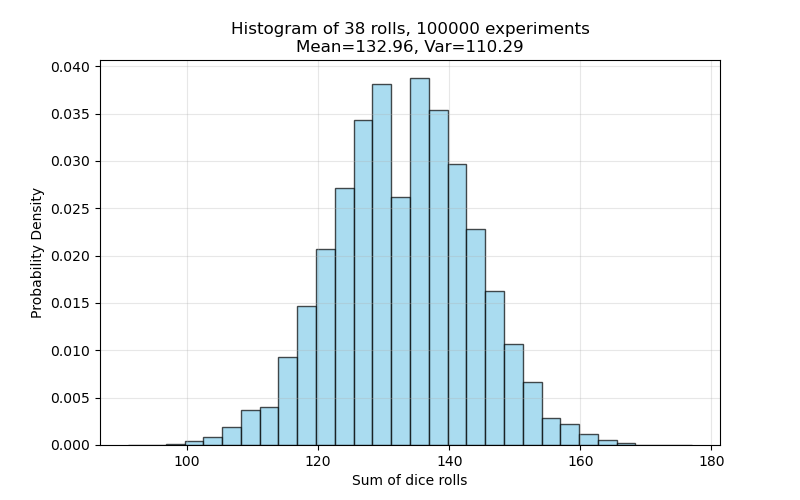 Histogram of 38 rolls, 100000 experiments
Mean=132.96, Var=110.29
0.040
0.035
0.030
0.025
0.020
0.015
0.010
0.005
0.000
Probability Density
100 120 140 160 180
Sum of dice rolls